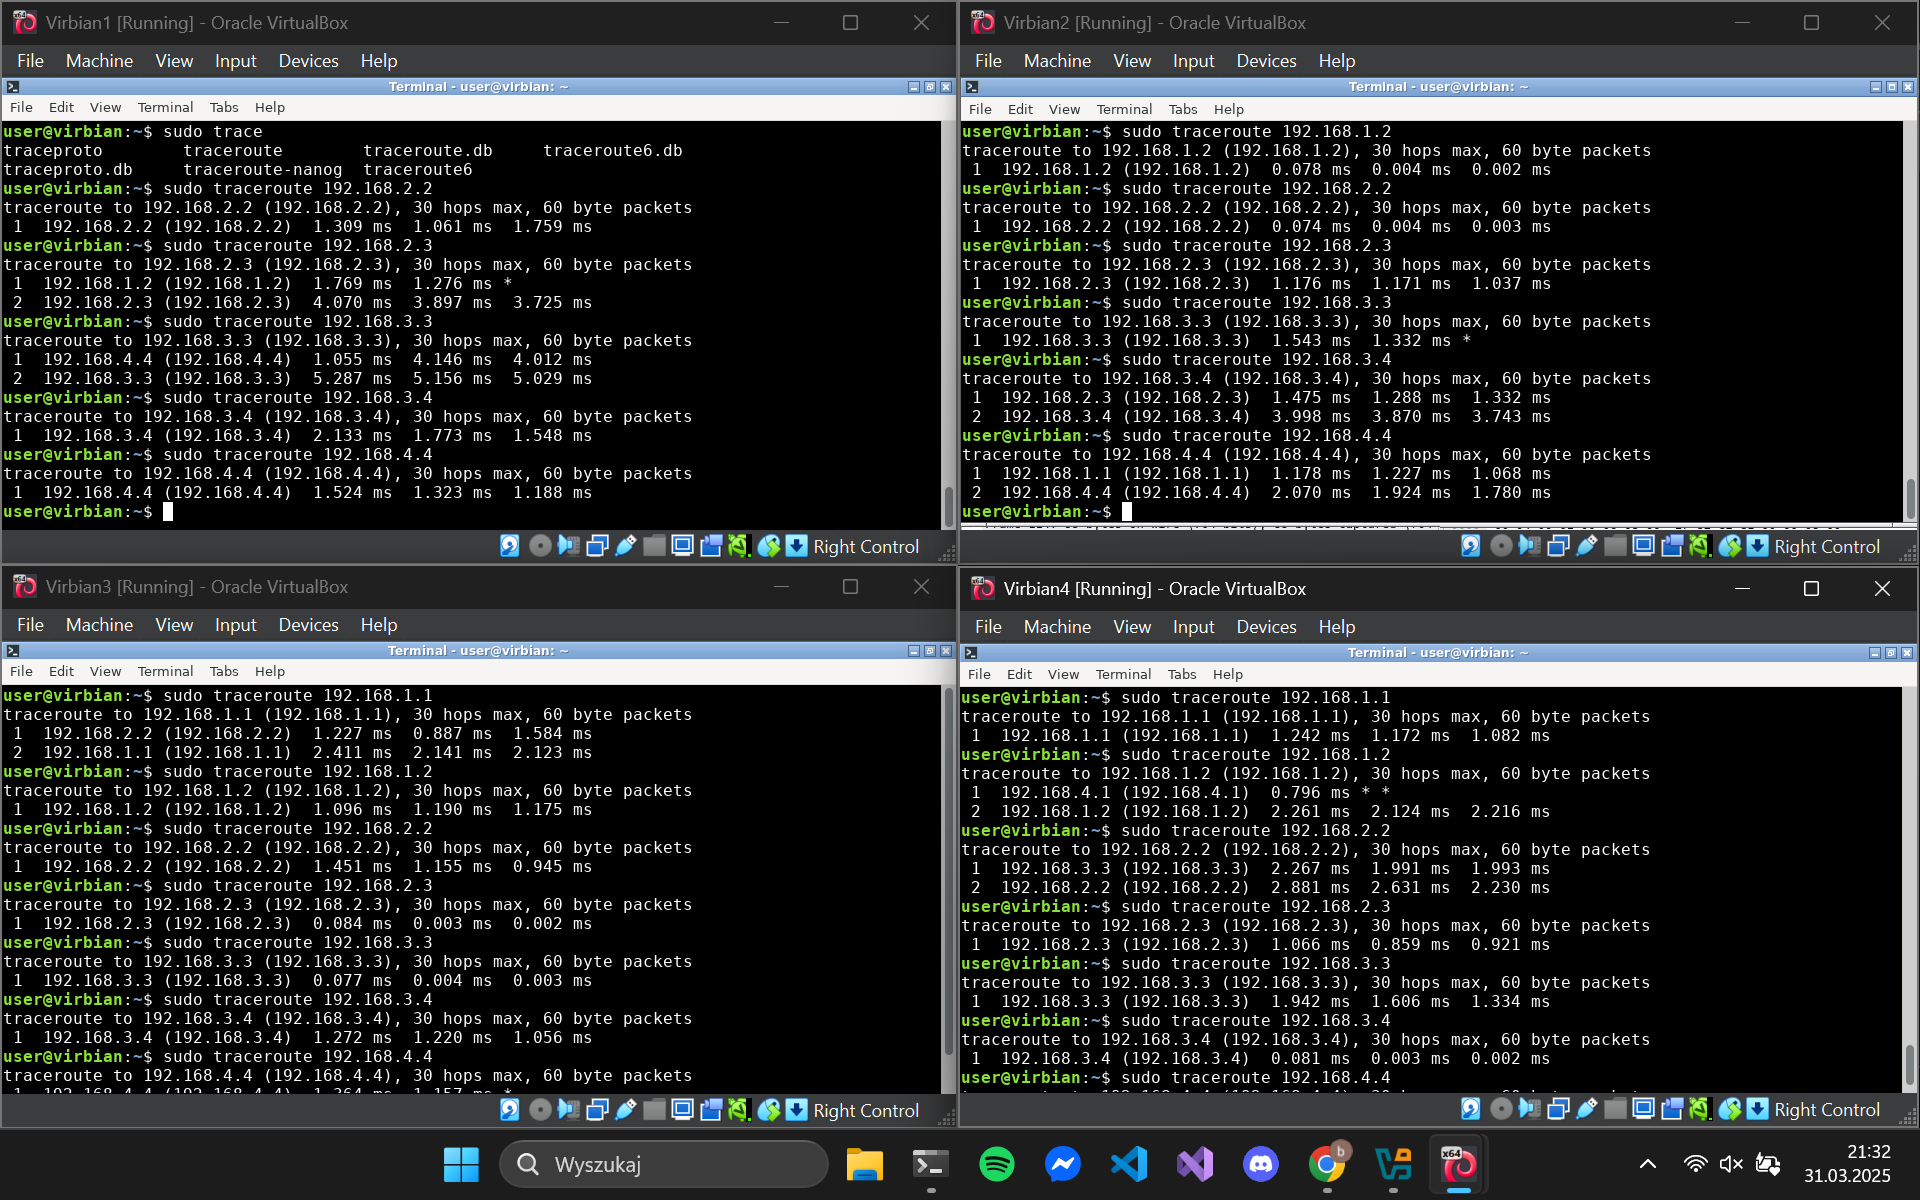 Virbian1 [Running] - Oracle VirtualBox
File Machine View Input Devices Help
Terminal - user@virbian: ~
File Edit View Terminal Tabs Help
user@virbian:~$ sudo trace
traceproto traceroute traceroute.db traceroute6.db
traceproto.db traceroute-nanog traceroute6
user@virbian:~$ sudo traceroute 192.168.2.2
traceroute to 192.168.2.2 (192.168.2.2), 30 hops max, 60 byte packets
1 192.168.2.2 (192.168.2.2) 1.309 ms 1.061 ms 1.759 ms
user@virbian:~$ sudo traceroute 192.168.2.3
traceroute to 192.168.2.3 (192.168.2.3), 30 hops max, 60 byte packets
1 192.168.1.2 (192.168.1.2) 1.769 ms 1.276 ms *
2 192.168.2.3 (192.168.2.3) 4.070 ms 3.897 ms 3.725 ms
user@virbian:~$ sudo traceroute 192.168.3.3
traceroute to 192.168.3.3 (192.168.3.3), 30 hops max, 60 byte packets
1 192.168.4.4 (192.168.4.4) 1.055 ms 4.146 ms 4.012 ms
2 192.168.3.3 (192.168.3.3) 5.287 ms 5.156 ms 5.029 ms
user@virbian:~$ sudo traceroute 192.168.3.4
traceroute to 192.168.3.4 (192.168.3.4), 30 hops max, 60 byte packets
1 192.168.3.4 (192.168.3.4) 2.133 ms 1.773 ms 1.548 ms
user@virbian:~$ sudo traceroute 192.168.4.4
traceroute to 192.168.4.4 (192.168.4.4), 30 hops max, 60 byte packets
1 192.168.4.4 (192.168.4.4) 1.524 ms 1.323 ms 1.188 ms
user@virbian:~$
Right Control
Virbian2 [Running] - Oracle VirtualBox
File Machine View Input Devices Help
Terminal - user@virbian: ~
File Edit View Terminal Tabs Help
user@virbian:~$ sudo traceroute 192.168.1.2
traceroute to 192.168.1.2 (192.168.1.2), 30 hops max, 60 byte packets
1 192.168.1.2 (192.168.1.2) 0.078 ms 0.004 ms 0.002 ms
user@virbian:~$ sudo traceroute 192.168.2.2
traceroute to 192.168.2.2 (192.168.2.2), 30 hops max, 60 byte packets
1 192.168.2.2 (192.168.2.2) 0.074 ms 0.004 ms 0.003 ms
user@virbian:~$ sudo traceroute 192.168.2.3
traceroute to 192.168.2.3 (192.168.2.3), 30 hops max, 60 byte packets
1 192.168.2.3 (192.168.2.3) 1.176 ms 1.171 ms 1.037 ms
user@virbian:~$ sudo traceroute 192.168.3.3
traceroute to 192.168.3.3 (192.168.3.3), 30 hops max, 60 byte packets
1 192.168.3.3 (192.168.3.3) 1.543 ms 1.332 ms *
user@virbian:~$ sudo traceroute 192.168.3.4
traceroute to 192.168.3.4 (192.168.3.4), 30 hops max, 60 byte packets
1 192.168.2.3 (192.168.2.3) 1.475 ms 1.288 ms 1.332 ms
2 192.168.3.4 (192.168.3.4) 3.998 ms 3.870 ms 3.743 ms
user@virbian:~$ sudo traceroute 192.168.4.4
traceroute to 192.168.4.4 (192.168.4.4), 30 hops max, 60 byte packets
1 192.168.1.1 (192.168.1.1) 1.178 ms 1.227 ms 1.068 ms
2 192.168.4.4 (192.168.4.4) 2.070 ms 1.924 ms 1.780 ms
user@virbian:~$
Right Control
Virbian3 [Running] - Oracle VirtualBox
File Machine View Input Devices Help
Terminal - user@virbian: ~
File Edit View Terminal Tabs Help
user@virbian:~$ sudo traceroute 192.168.1.1
traceroute to 192.168.1.1 (192.168.1.1), 30 hops max, 60 byte packets
1 192.168.2.2 (192.168.2.2) 1.227 ms 0.887 ms 1.584 ms
2 192.168.1.1 (192.168.1.1) 2.411 ms 2.141 ms 2.123 ms
user@virbian:~$ sudo traceroute 192.168.1.2
traceroute to 192.168.1.2 (192.168.1.2), 30 hops max, 60 byte packets
1 192.168.1.2 (192.168.1.2) 1.096 ms 1.190 ms 1.175 ms
user@virbian:~$ sudo traceroute 192.168.2.2
traceroute to 192.168.2.2 (192.168.2.2), 30 hops max, 60 byte packets
1 192.168.2.2 (192.168.2.2) 1.451 ms 1.155 ms 0.945 ms
user@virbian:~$ sudo traceroute 192.168.2.3
traceroute to 192.168.2.3 (192.168.2.3), 30 hops max, 60 byte packets
1 192.168.2.3 (192.168.2.3) 0.084 ms 0.003 ms 0.002 ms
user@virbian:~$ sudo traceroute 192.168.3.3
traceroute to 192.168.3.3 (192.168.3.3), 30 hops max, 60 byte packets
1 192.168.3.3 (192.168.3.3) 0.077 ms 0.004 ms 0.003 ms
user@virbian:~$ sudo traceroute 192.168.3.4
traceroute to 192.168.3.4 (192.168.3.4), 30 hops max, 60 byte packets
1 192.168.3.4 (192.168.3.4) 1.272 ms 1.220 ms 1.056 ms
user@virbian:~$ sudo traceroute 192.168.4.4
traceroute to 192.168.4.4 (192.168.4.4), 30 hops max, 60 byte packets
Right Control
Virbian4 [Running] - Oracle VirtualBox
File Machine View Input Devices Help
Terminal - user@virbian: ~
File Edit View Terminal Tabs Help
user@virbian:~$ sudo traceroute 192.168.1.1
traceroute to 192.168.1.1 (192.168.1.1), 30 hops max, 60 byte packets
1 192.168.1.1 (192.168.1.1) 1.242 ms 1.172 ms 1.082 ms
user@virbian:~$ sudo traceroute 192.168.1.2
traceroute to 192.168.1.2 (192.168.1.2), 30 hops max, 60 byte packets
1 192.168.4.1 (192.168.4.1) 0.796 ms * *
2 192.168.1.2 (192.168.1.2) 2.261 ms 2.124 ms 2.216 ms
user@virbian:~$ sudo traceroute 192.168.2.2
traceroute to 192.168.2.2 (192.168.2.2), 30 hops max, 60 byte packets
1 192.168.3.3 (192.168.3.3) 2.267 ms 1.991 ms 1.993 ms
2 192.168.2.2 (192.168.2.2) 2.881 ms 2.631 ms 2.230 ms
user@virbian:~$ sudo traceroute 192.168.2.3
traceroute to 192.168.2.3 (192.168.2.3), 30 hops max, 60 byte packets
1 192.168.2.3 (192.168.2.3) 1.066 ms 0.859 ms 0.921 ms
user@virbian:~$ sudo traceroute 192.168.3.3
traceroute to 192.168.3.3 (192.168.3.3), 30 hops max, 60 byte packets
1 192.168.3.3 (192.168.3.3) 1.942 ms 1.606 ms 1.334 ms
user@virbian:~$ sudo traceroute 192.168.3.4
traceroute to 192.168.3.4 (192.168.3.4), 30 hops max, 60 byte packets
1 192.168.3.4 (192.168.3.4) 0.081 ms 0.003 ms 0.002 ms
user@virbian:~$ sudo traceroute 192.168.4.4
Right Control
Wyszukaj
21:32
31.03.2025